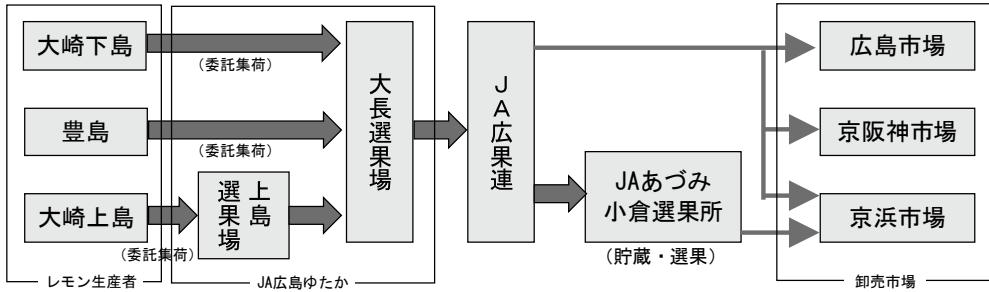 大崎下島
(委託集荷)
豊島
(委託集荷)
大崎上島
(委託集荷)
上島選果場
大長選果場
JA広果連
JAあづみ
小倉選果所
(貯蔵・選果)
広島市場
京阪神市場
京浜市場
レモン生産者
JA広島ゆたか
卸売市場